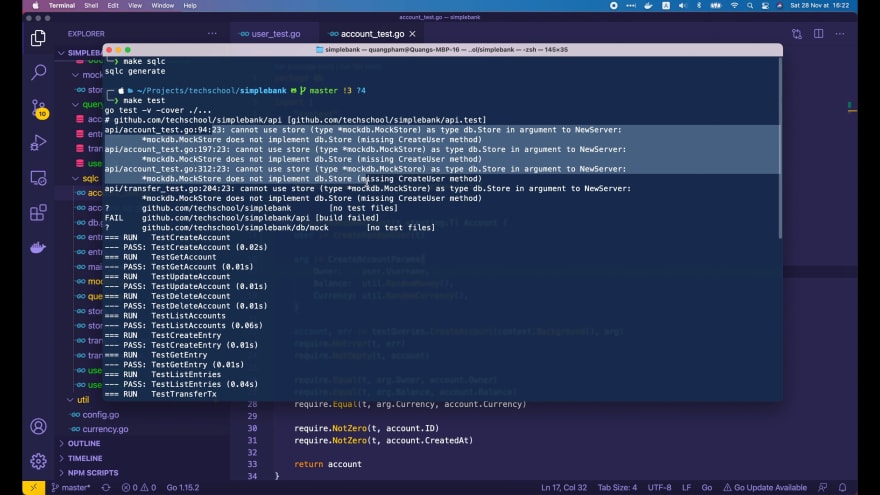 Terminal Shell Edit View Window Help
Sat 28 Nov at 16:22
account_test.go — simplebank
EXPLORER
user_test.go
account_test.go
SIMPLEBANK
simplebank — quangpham@Quangs-MBP-16 — ..ol/simplebank — -zsh — 145×35
make sqlc
sqlc generate
~/Projects/techschool/simplebank master !3 ?4
make test
go test -v -cover ./...
# github.com/techschool/simplebank/api [github.com/techschool/simplebank/api.test]
api/account_test.go:94:23: cannot use store (type *mockdb.MockStore) as type db.Store in argument to NewServer:
*mockdb.MockStore does not implement db.Store (missing CreateUser method)
api/account_test.go:197:23: cannot use store (type *mockdb.MockStore) as type db.Store in argument to NewServer:
*mockdb.MockStore does not implement db.Store (missing CreateUser method)
api/account_test.go:312:23: cannot use store (type *mockdb.MockStore) as type db.Store in argument to NewServer:
*mockdb.MockStore does not implement db.Store (missing CreateUser method)
api/transfer_test.go:204:23: cannot use store (type *mockdb.MockStore) as type db.Store in argument to NewServer:
*mockdb.MockStore does not implement db.Store (missing CreateUser method)
? github.com/techschool/simplebank [no test files]
FAIL github.com/techschool/simplebank/api [build failed]
? github.com/techschool/simplebank/db/mock [no test files]
=== RUN TestCreateAccount
--- PASS: TestCreateAccount (0.02s)
=== RUN TestGetAccount
--- PASS: TestGetAccount (0.01s)
=== RUN TestUpdateAccount
--- PASS: TestUpdateAccount (0.01s)
=== RUN TestDeleteAccount
--- PASS: TestDeleteAccount (0.01s)
=== RUN TestListAccounts
--- PASS: TestListAccounts (0.06s)
=== RUN TestCreateEntry
--- PASS: TestCreateEntry (0.01s)
=== RUN TestGetEntry
--- PASS: TestGetEntry (0.01s)
=== RUN TestListEntries
--- PASS: TestListEntries (0.04s)
=== RUN TestTransferTx
sqlc
util
config.go
currency.go
OUTLINE
TIMELINE
NPM SCRIPTS
10
28 require.Equal(t, arg.Currency, account.Currency)
29
30 require.NotZero(t, account.ID)
31 require.NotZero(t, account.CreatedAt)
32
33 return account
34 }
master* 0 0 Go 1.15.2
Ln 17, Col 32 Tab Size: 4 UTF-8 LF Go Go Update Available